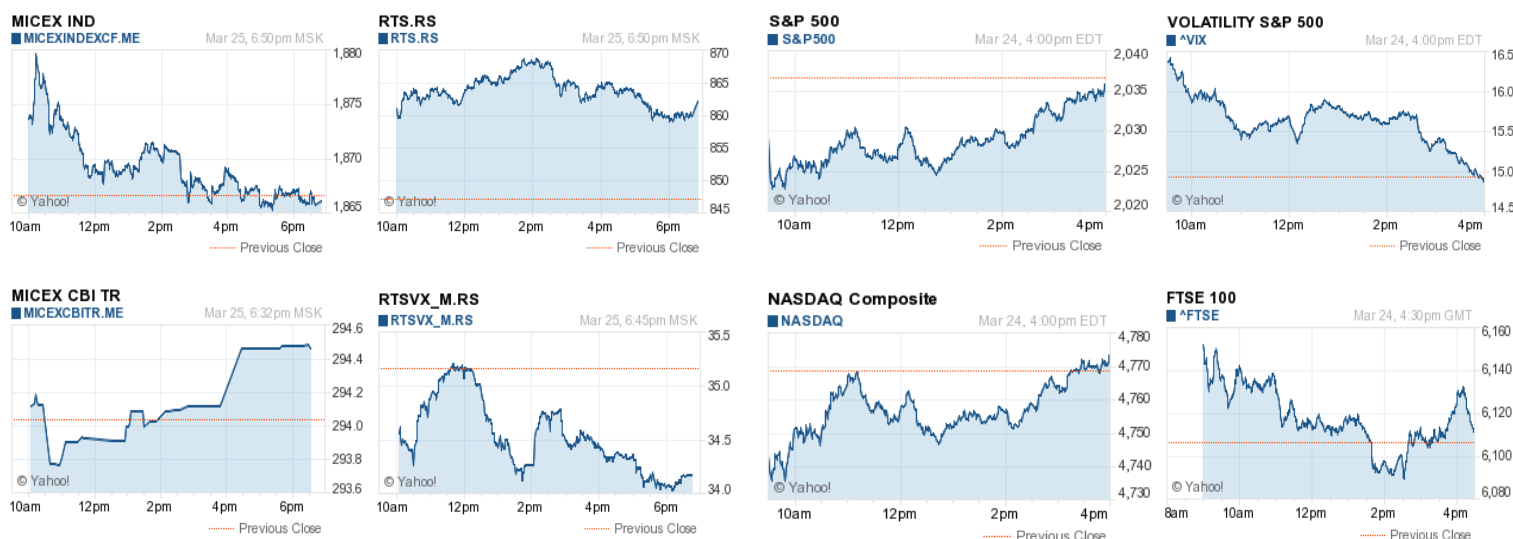 MICEX IND
MICEXINDEXCF.ME Mar 25, 6:50pm MSK
1,880
1,875
1,870
1,865
© Yahoo!
10am 12pm 2pm 4pm 6pm
Previous Close
RTS.RS
RTS.RS Mar 25, 6:50pm MSK
870
865
860
855
850
845
© Yahoo!
10am 12pm 2pm 4pm 6pm
Previous Close
S&P 500
S&P500 Mar 24, 4:00pm EDT
2,040
2,035
2,030
2,025
2,020
© Yahoo!
10am 12pm 2pm 4pm
Previous Close
VOLATILITY S&P 500
^VIX Mar 24, 4:00pm EDT
16.5
16.0
15.5
15.0
14.5
© Yahoo!
10am 12pm 2pm 4pm
Previous Close
MICEX CBI TR
MICEXCBITR.ME Mar 25, 6:32pm MSK
294.6
294.4
294.2
294.0
293.8
293.6
© Yahoo!
10am 12pm 2pm 4pm 6pm
Previous Close
RTSVX_M.RS
RTSVX_M.RS Mar 25, 6:45pm MSK
35.5
35.0
34.5
34.0
© Yahoo!
10am 12pm 2pm 4pm 6pm
Previous Close
NASDAQ Composite
NASDAQ Mar 24, 4:00pm EDT
4,780
4,770
4,760
4,750
4,740
4,730
© Yahoo!
10am 12pm 2pm 4pm
Previous Close
FTSE 100
^FTSE Mar 24, 4:30pm GMT
6,160
6,140
6,120
6,100
6,080
© Yahoo!
8am 10am 12pm 2pm 4pm
Previous Close